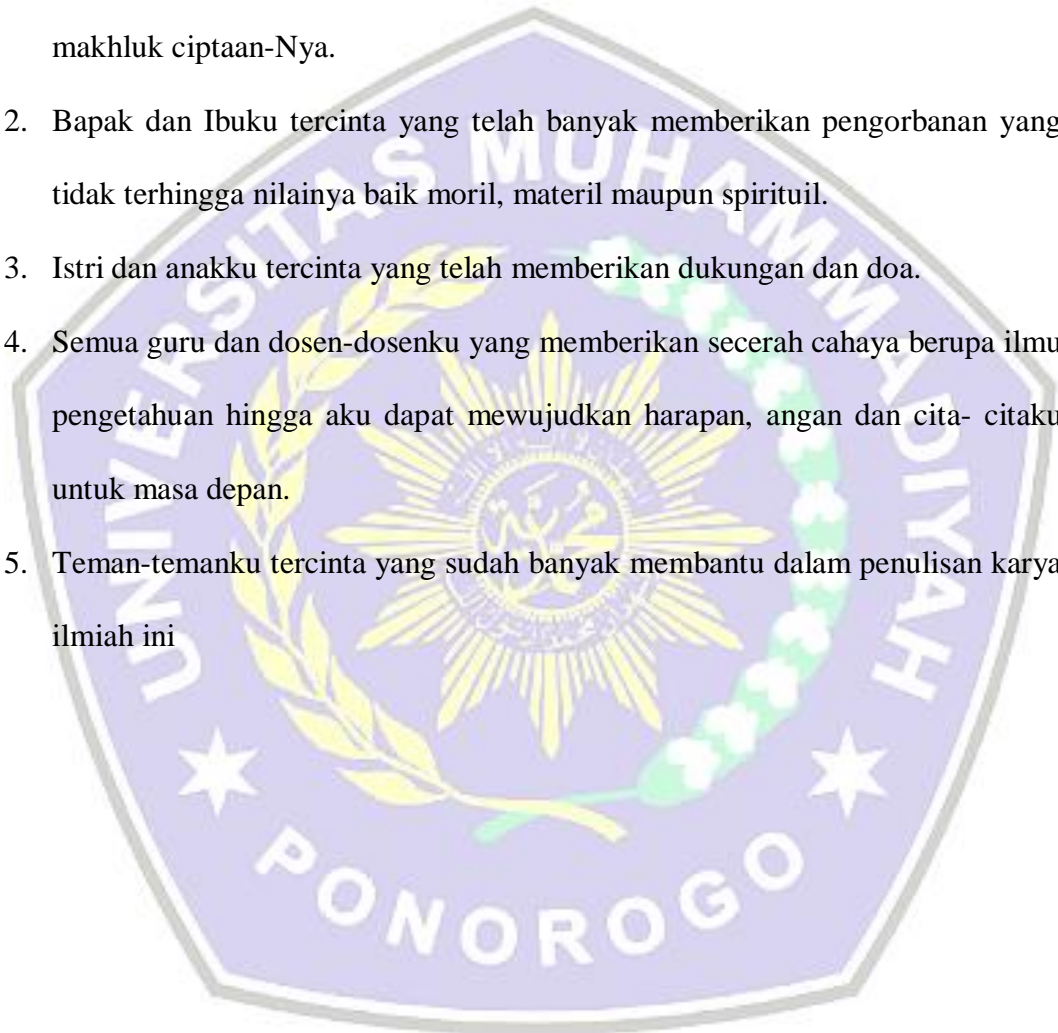 makhluk ciptaan-Nya.
2. Bapak dan Ibuku tercinta yang telah banyak memberikan pengorbanan yang
tidak terhingga nilainya baik moril, materil maupun spirituil.
3. Istri dan anakku tercinta yang telah memberikan dukungan dan doa.
4. Semua guru dan dosen-dosenku yang memberikan secerah cahaya berupa ilmu
pengetahuan hingga aku dapat mewujudkan harapan, angan dan cita- citaku
untuk masa depan.
5. Teman-temanku tercinta yang sudah banyak membantu dalam penulisan karya
ilmiah ini
UNIVERSITAS MUHAMMADIYAH
PONOROGO